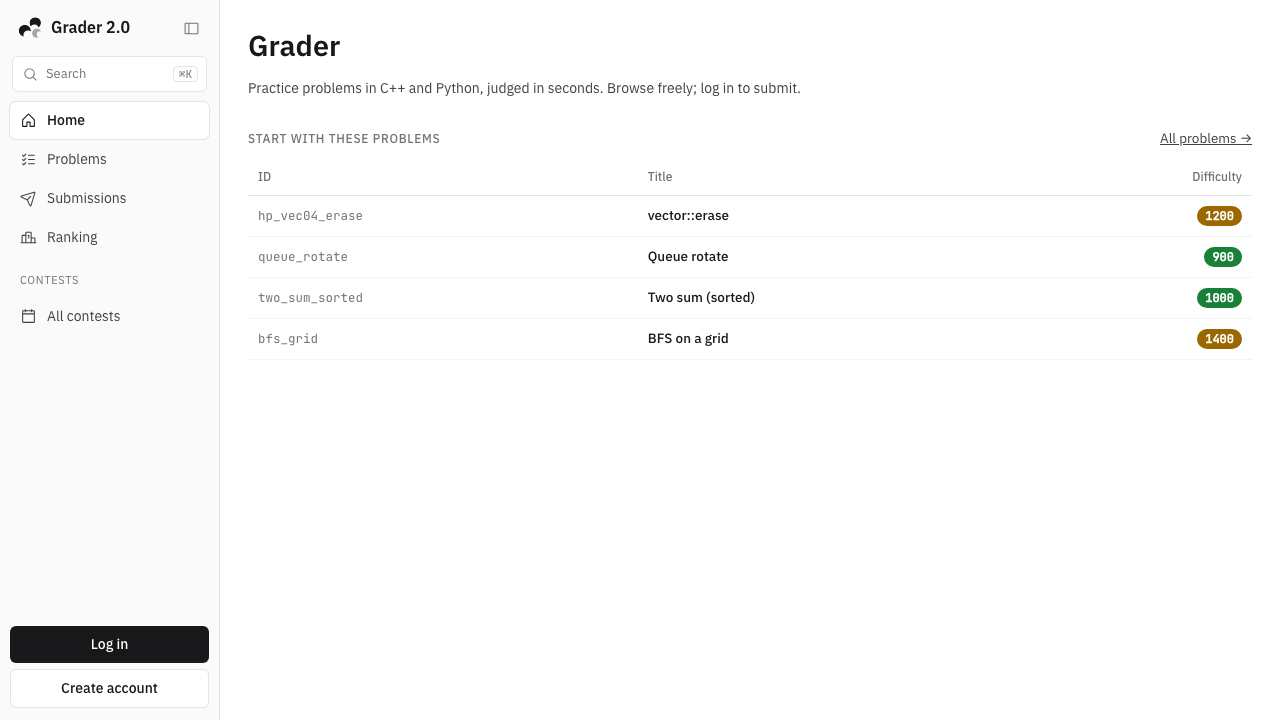 Grader 2.0
Search ⌘K
Home
Problems
Submissions
Ranking
CONTESTS
All contests
Log in
Create account
Grader
Practice problems in C++ and Python, judged in seconds. Browse freely; log in to submit.
START WITH THESE PROBLEMS All problems →
ID Title Difficulty
hp_vec04_erase vector::erase 1200
queue_rotate Queue rotate 900
two_sum_sorted Two sum (sorted) 1000
bfs_grid BFS on a grid 1400